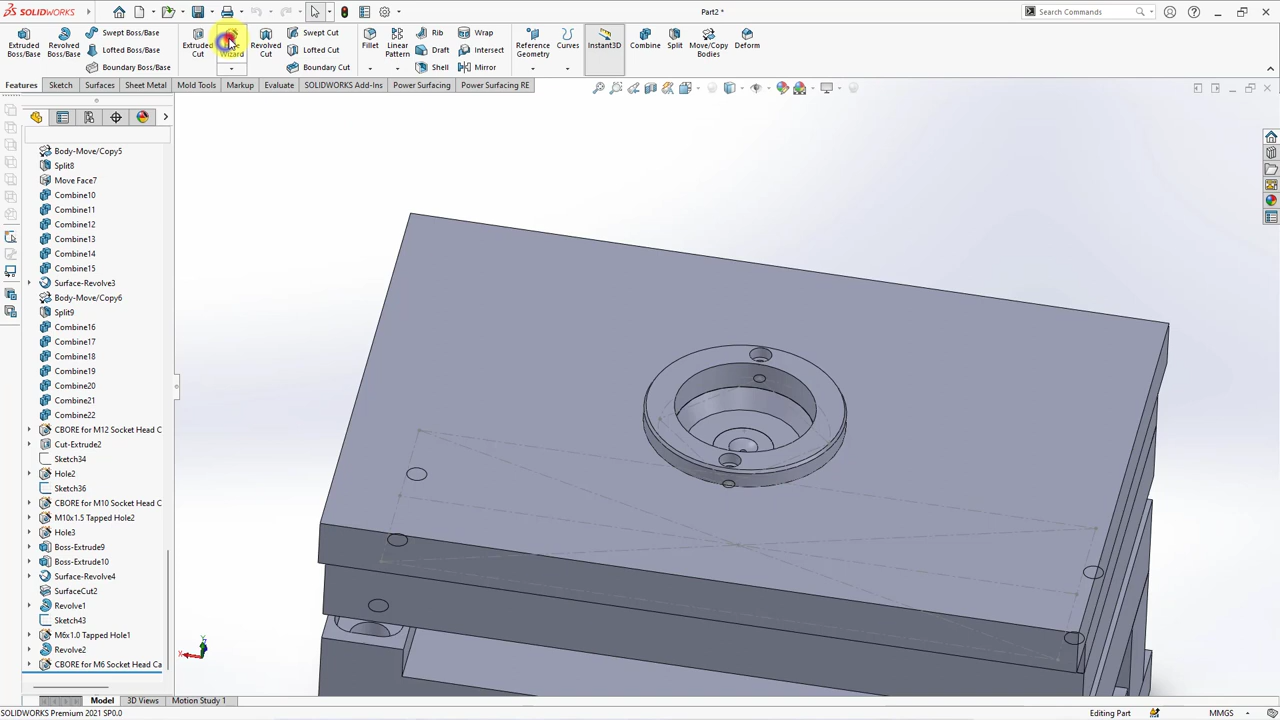 SOLIDWORKS
Part2 *
Search Commands
Extruded Boss/Base
Revolved Boss/Base
Swept Boss/Base
Lofted Boss/Base
Boundary Boss/Base
Extruded Cut
Wizard
Revolved Cut
Swept Cut
Lofted Cut
Boundary Cut
Fillet
Linear Pattern
Rib
Draft
Shell
Wrap
Intersect
Mirror
Reference Geometry
Curves
Instant3D
Combine
Split
Move/Copy Bodies
Deform
Features
Sketch
Surfaces
Sheet Metal
Mold Tools
Markup
Evaluate
SOLIDWORKS Add-Ins
Power Surfacing
Power Surfacing RE
Body-Move/Copy5
Split8
Move Face7
Combine10
Combine11
Combine12
Combine13
Combine14
Combine15
Surface-Revolve3
Body-Move/Copy6
Split9
Combine16
Combine17
Combine18
Combine19
Combine20
Combine21
Combine22
CBORE for M12 Socket Head C
Cut-Extrude2
Sketch34
Hole2
Sketch36
CBORE for M10 Socket Head C
M10x1.5 Tapped Hole2
Hole3
Boss-Extrude9
Boss-Extrude10
Surface-Revolve4
SurfaceCut2
Revolve1
Sketch43
M6x1.0 Tapped Hole1
Revolve2
CBORE for M6 Socket Head Ca
Y
X
Model
3D Views
Motion Study 1
SOLIDWORKS Premium 2021 SP0.0
Editing Part
MMGS